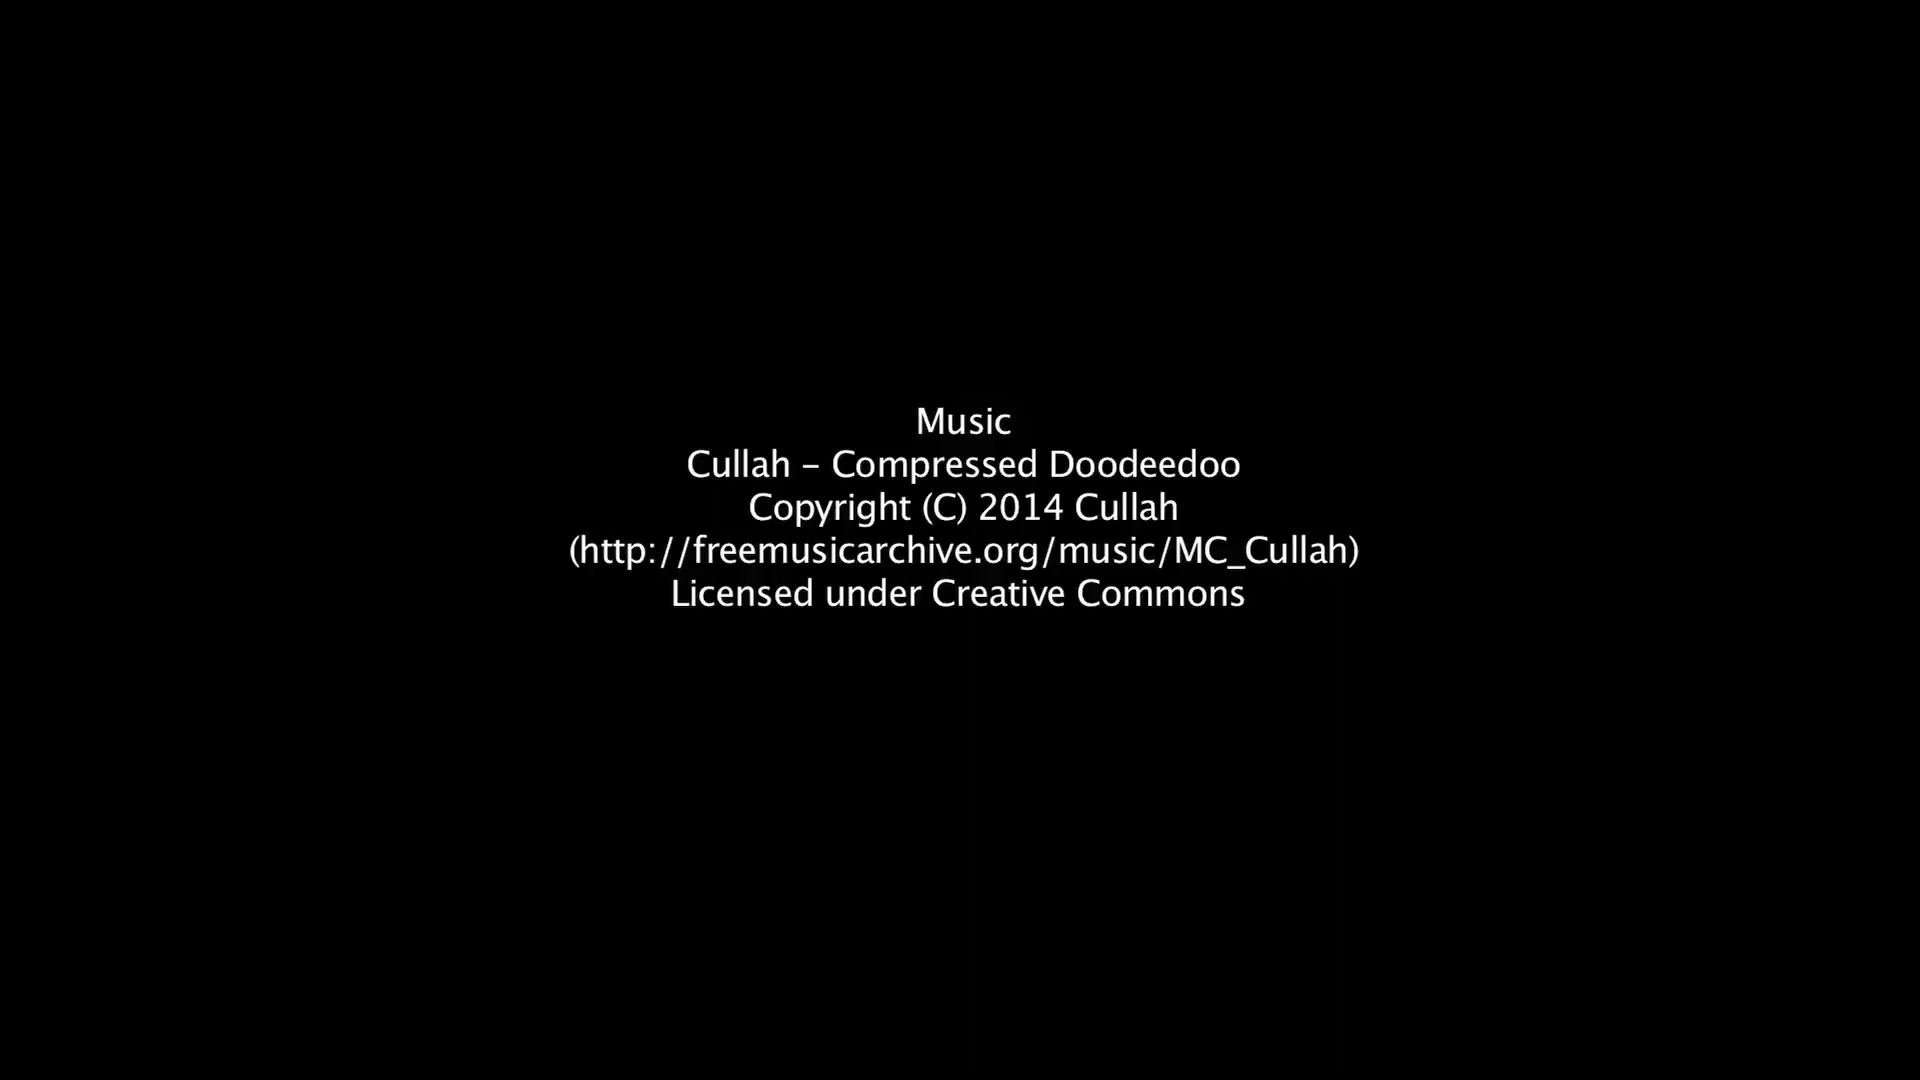 Music
Cullah – Compressed Doodeedoo
Copyright (C) 2014 Cullah
(http://freemusicarchive.org/music/MC_Cullah)
Licensed under Creative Commons